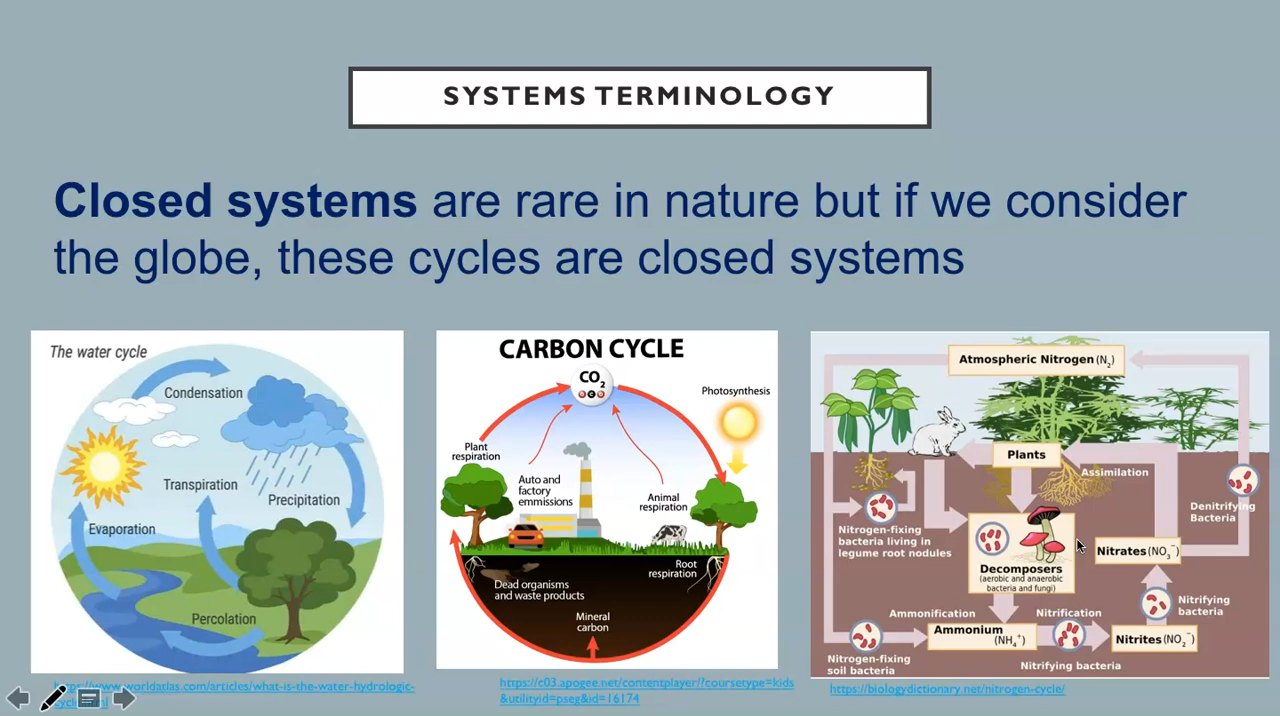 SYSTEMS TERMINOLOGY
Closed systems are rare in nature but if we consider
the globe, these cycles are closed systems
The water cycle
Condensation
Transpiration
Precipitation
Evaporation
Percolation
CARBON CYCLE
CO2
O C O
Photosynthesis
Plant
respiration
Auto and
factory
emmissions
Animal
respiration
Root
respiration
Dead organisms
and waste products
Mineral
carbon
Atmospheric Nitrogen (N2)
Plants
Assimilation
Denitrifying
Bacteria
Nitrogen-fixing
bacteria living in
legume root nodules
Decomposers
(aerobic and anaerobic
bacteria and fungi)
Nitrates (NO3-)
Nitrifying
bacteria
Ammonification
Nitrification
Ammonium (NH4+)
Nitrites (NO2-)
Nitrogen-fixing
soil bacteria
Nitrifying bacteria
https://www.worldatlas.com/articles/what-is-the-water-hydrologic-
https://c03.apogee.net/contentplayer/?coursetype=kids
&utilityid=pseg&id=16174
https://biologydictionary.net/nitrogen-cycle/